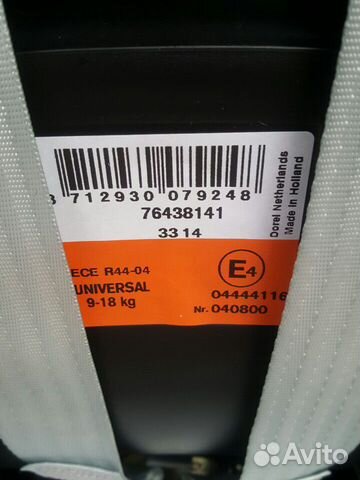 8 712930 079248
76438141
3314
Dorel Netherlands
Made in Holland
ECE R44-04
UNIVERSAL
9-18 kg
E4
04444116
Nr. 040800
Avito